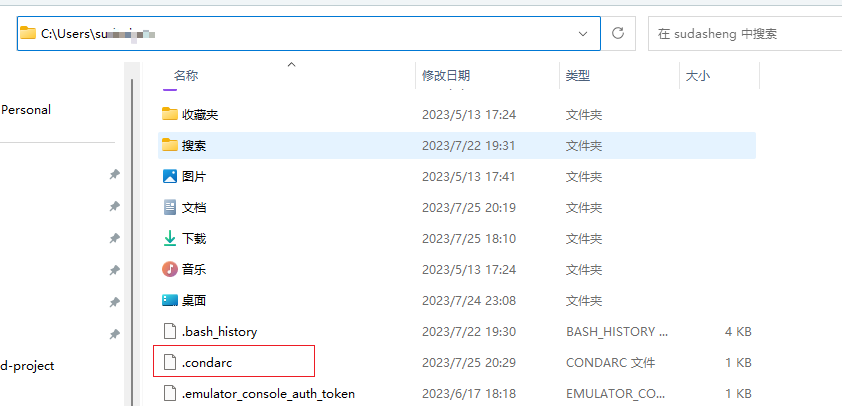 C:\Users\su
在 sudasheng 中搜索
名称 修改日期 类型 大小
Personal
收藏夹 2023/5/13 17:24 文件夹
搜索 2023/7/22 19:31 文件夹
图片 2023/5/13 17:41 文件夹
文档 2023/7/25 20:19 文件夹
下载 2023/7/25 18:10 文件夹
音乐 2023/5/13 17:24 文件夹
桌面 2023/7/24 23:08 文件夹
.bash_history 2023/7/22 19:30 BASH_HISTORY ... 4 KB
d-project
.condarc 2023/7/25 20:29 CONDARC 文件 1 KB
.emulator_console_auth_token 2023/6/17 18:18 EMULATOR_CO... 1 KB